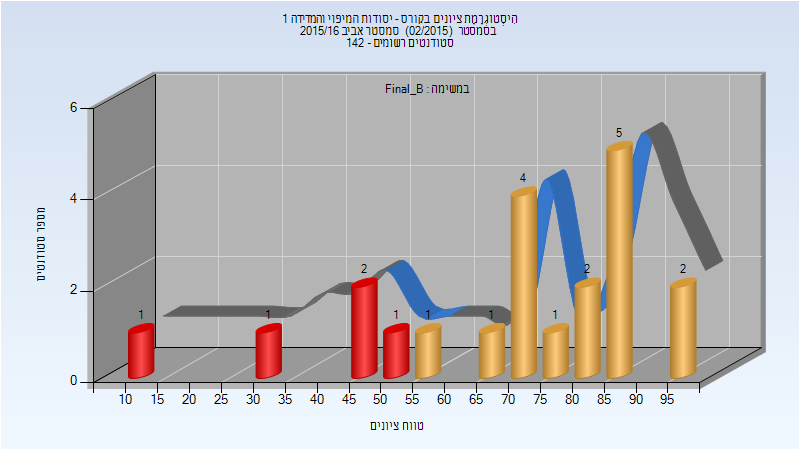 היסטוגרמת ציונים בקורס - יסודות המיפוי והמדידה 1
בסמסטר (02/2015) סמסטר אביב 2015/16
סטודנטים רשומים - 142
במשימה : Final_B
מספר סטודנטים
6
4
2
0
1
1
2
1
1
1
4
1
2
5
2
10 15 20 25 30 35 40 45 50 55 60 65 70 75 80 85 90 95
טווח ציונים